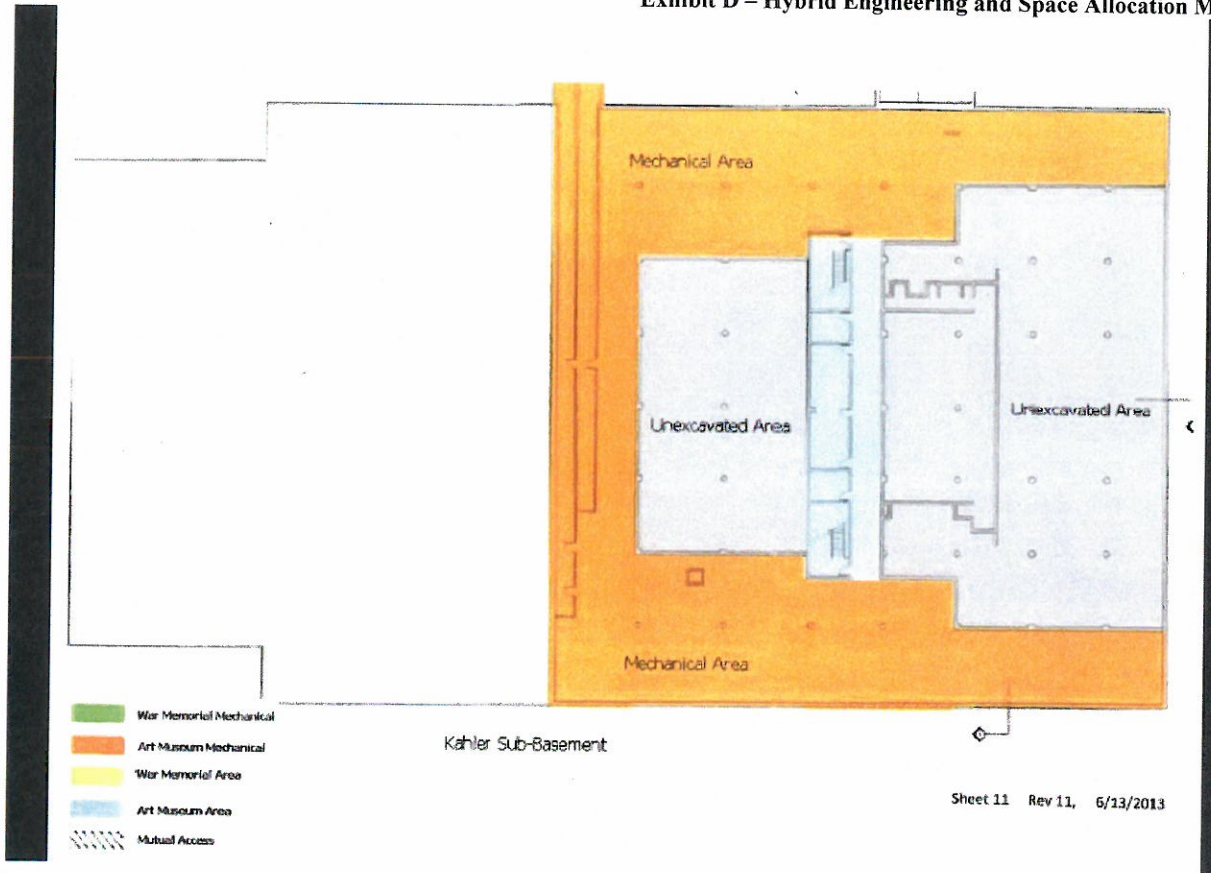 Exhibit D – Hybrid Engineering and Space Allocation M
Mechanical Area
Unexcavated Area
Unexcavated Area
Mechanical Area
War Memorial Mechanical
Art Museum Mechanical
War Memorial Area
Art Museum Area
Mutual Access
Kahler Sub-Basement
Sheet 11 Rev 11, 6/13/2013